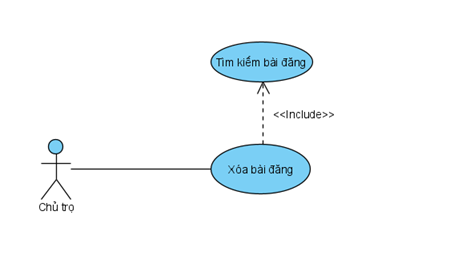 Tìm kiếm bài đăng
<<Include>>
Xóa bài đăng
Chủ trọ